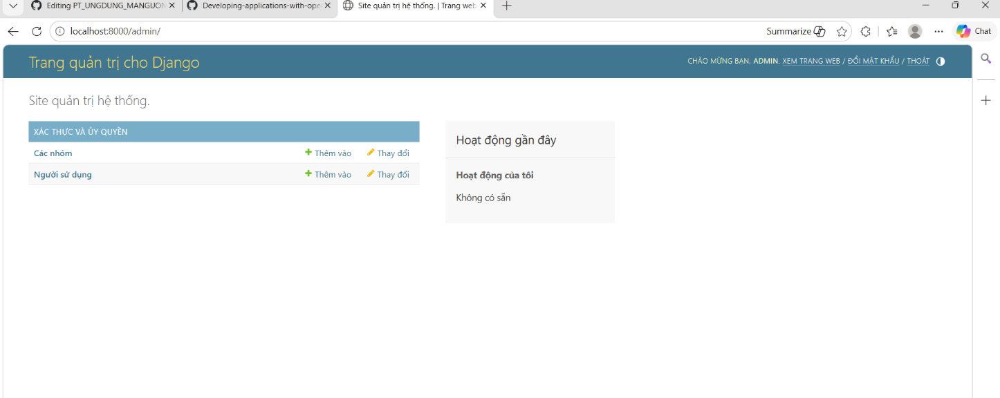 Editing PT_UNGDUNG_MANGUON
Developing-applications-with-ope
Site quản trị hệ thống. | Trang web
localhost:8000/admin/
Summarize
Chat
Trang quản trị cho Django
CHÀO MỪNG BẠN, ADMIN. XEM TRANG WEB / ĐỔI MẬT KHẨU / THOÁT
Site quản trị hệ thống.
XÁC THỰC VÀ ỦY QUYỀN
Các nhóm Thêm vào Thay đổi
Người sử dụng Thêm vào Thay đổi
Hoạt động gần đây
Hoạt động của tôi
Không có sẵn